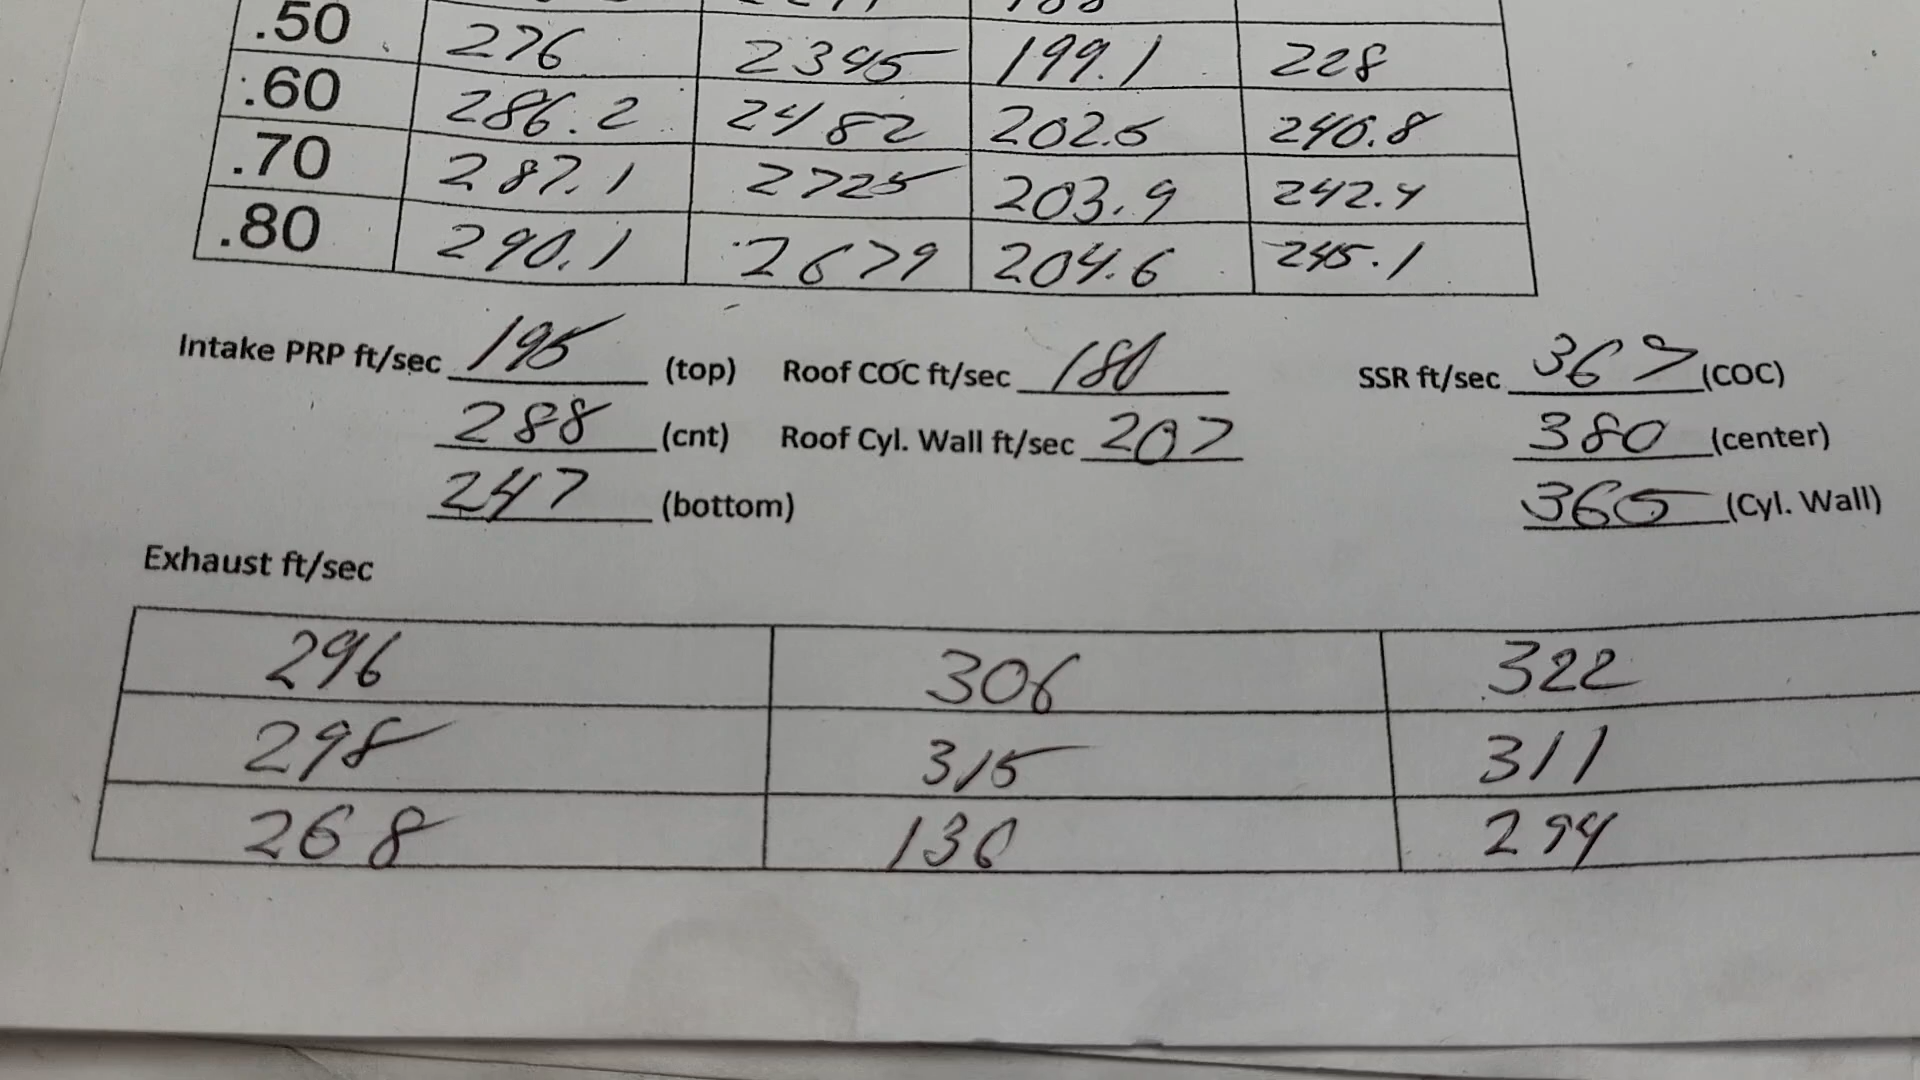 .50 276 2395 199.1 228
.60 286.2 2482 202.5 240.8
.70 287.1 2725 203.9 242.4
.80 290.1 2679 204.6 245.1
Intake PRP ft/sec 195 (top) Roof COC ft/sec 180 SSR ft/sec 367 (COC)
288 (cnt) Roof Cyl. Wall ft/sec 207 380 (center)
247 (bottom) 365 (Cyl. Wall)
Exhaust ft/sec
296 306 322
298 315 311
268 130 294